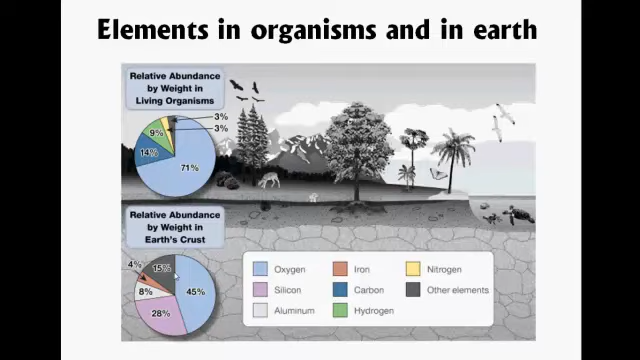 Elements in organisms and in earth
Relative Abundance
by Weight in
Living Organisms
3%
3%
9%
14%
71%
Relative Abundance
by Weight in
Earth's Crust
4%
15%
8%
45%
28%
Oxygen
Iron
Nitrogen
Silicon
Carbon
Other elements
Aluminum
Hydrogen